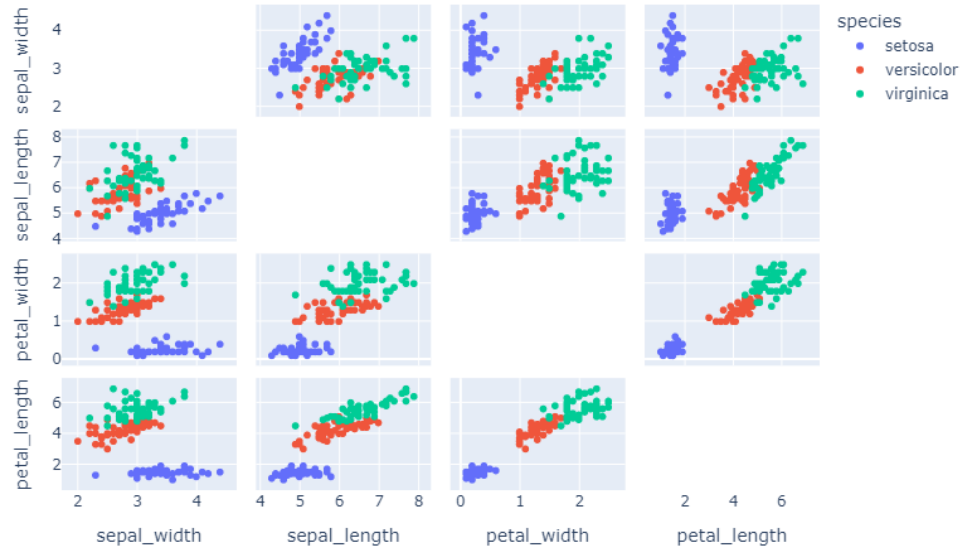 species
setosa
versicolor
virginica
sepal_width
4
3
2
sepal_length
8
7
6
5
4
petal_width
2
1
0
petal_length
6
4
2
2 3 4
4 5 6 7 8
0 1 2
2 4 6
sepal_width sepal_length petal_width petal_length